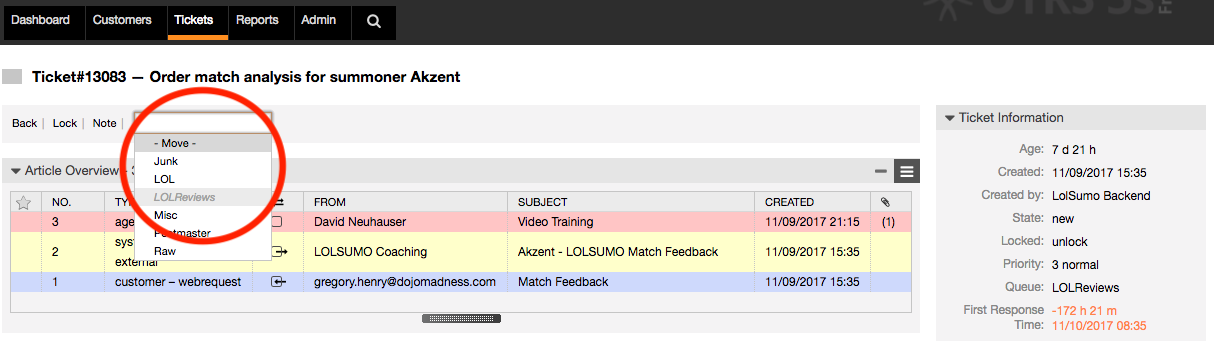 OTRS 5s
Dashboard Customers Tickets Reports Admin
Ticket#13083 — Order match analysis for summoner Akzent
Back | Lock | Note |
- Move -
Junk
LOL
LOLReviews
Misc
Postmaster
Raw
Article Overview - 3
NO. FROM SUBJECT CREATED
3 David Neuhauser Video Training 11/09/2017 21:15 (1)
2 external LOLSUMO Coaching Akzent - LOLSUMO Match Feedback 11/09/2017 15:35
1 customer – webrequest gregory.henry@dojomadness.com Match Feedback 11/09/2017 15:35
Ticket Information
Age: 7 d 21 h
Created: 11/09/2017 15:35
Created by: LolSumo Backend
State: new
Locked: unlock
Priority: 3 normal
Queue: LOLReviews
First Response -172 h 21 m
Time: 11/10/2017 08:35